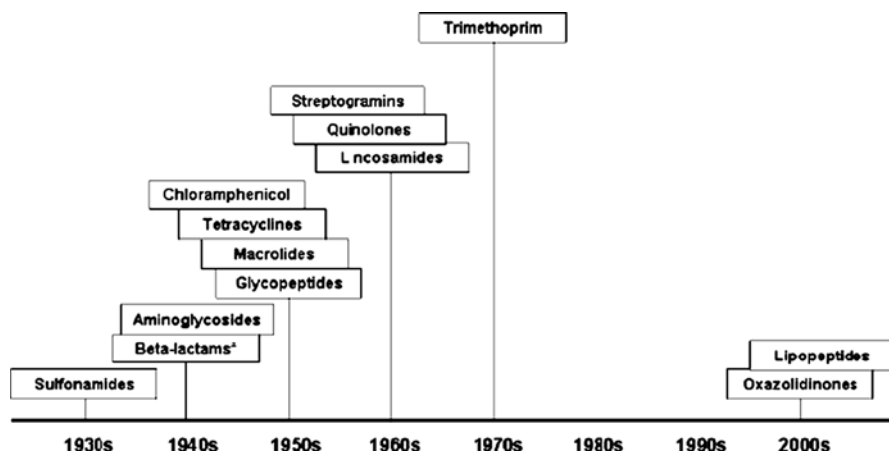 Trimethoprim
Streptogramins
Quinolones
L ncosamides
Chloramphenicol
Tetracyclines
Macrolides
Glycopeptides
Aminoglycosides
Beta-lactamsᵃ
Lipopeptides
Sulfonamides Oxazolidinones
1930s 1940s 1950s 1960s 1970s 1980s 1990s 2000s